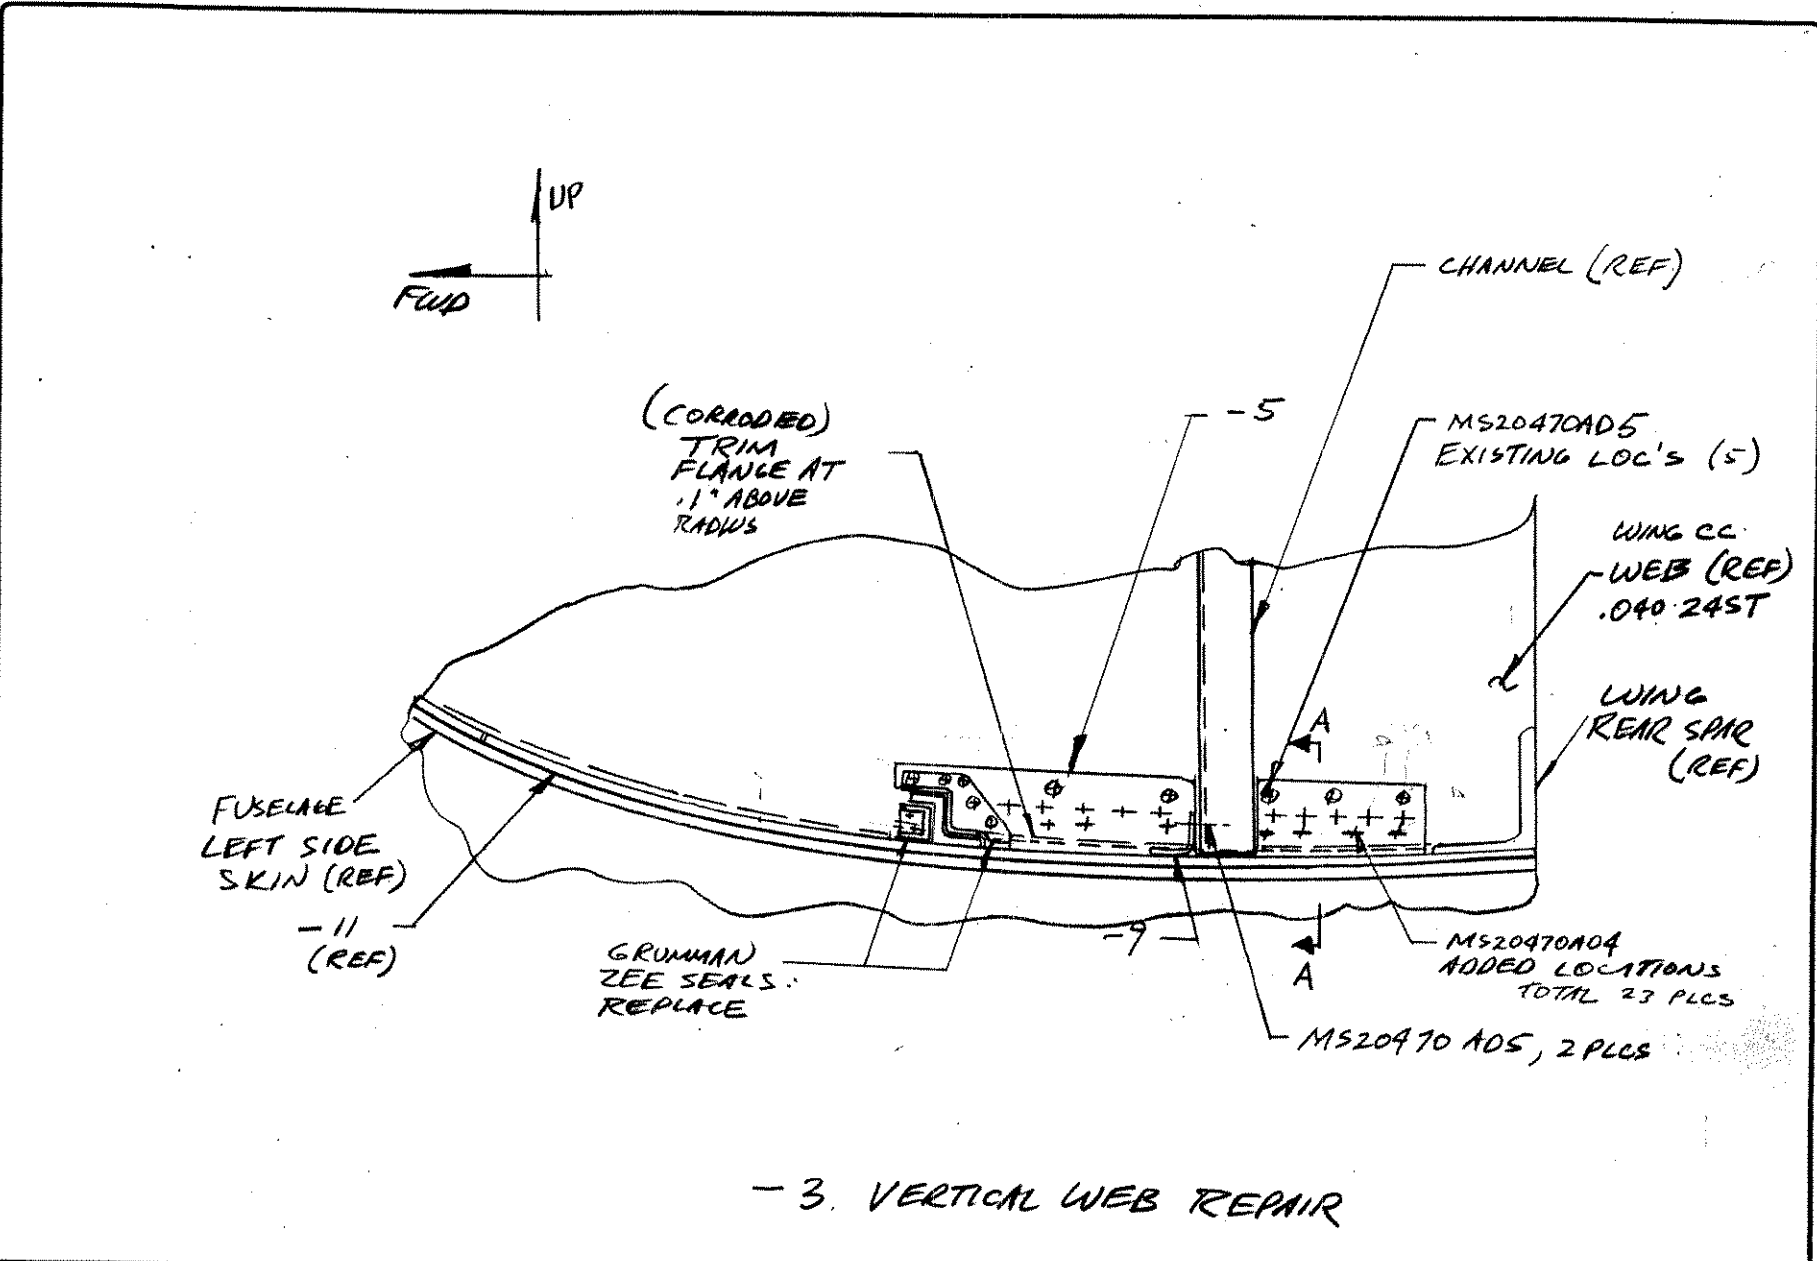 UP
FWD
CHANNEL (REF)
(CORRODED)
TRIM
FLANGE AT
.1" ABOVE
RADIUS
-5
MS20470AD5
EXISTING LOC'S (5)
WING CC
WEB (REF)
.040 24ST
WING
REAR SPAR
(REF)
A
FUSELAGE
LEFT SIDE
SKIN (REF)
-11
(REF)
GRUMMAN
ZEE SEALS:
REPLACE
-9
A
MS20470AD4
ADDED LOCATIONS
TOTAL 23 PLCS
MS20470 AD5, 2 PLCS
-3. VERTICAL WEB REPAIR